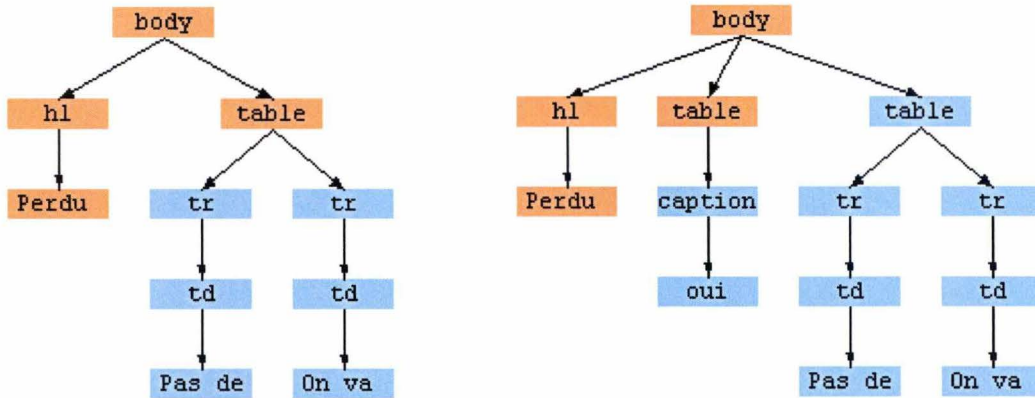 body
body
hl
table
hl
table
table
Perdu
tr
tr
Perdu
caption
tr
tr
td
td
oui
td
td
Pas de
On va
Pas de
On va